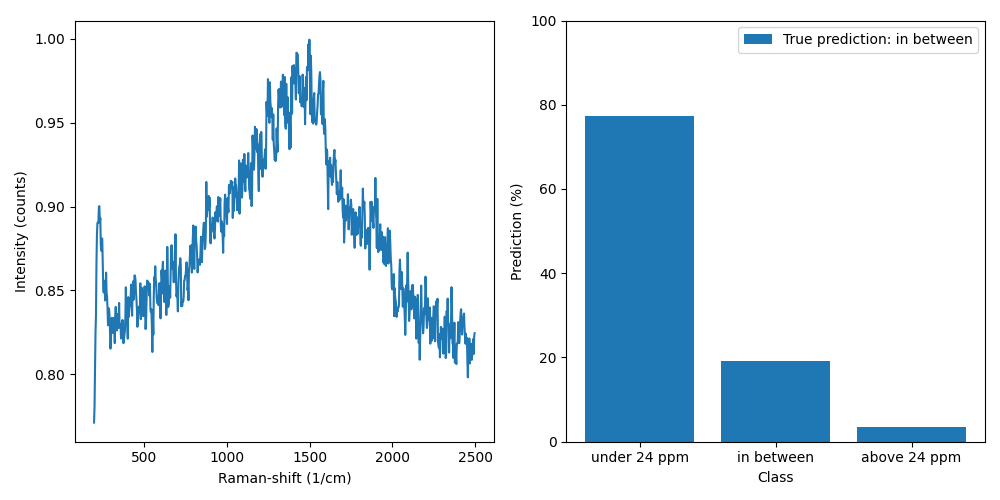 1.00
0.95
0.90
0.85
0.80
Intensity (counts)
500
1000
1500
2000
2500
Raman-shift (1/cm)
100
80
60
40
20
0
Prediction (%)
True prediction: in between
under 24 ppm
in between
above 24 ppm
Class